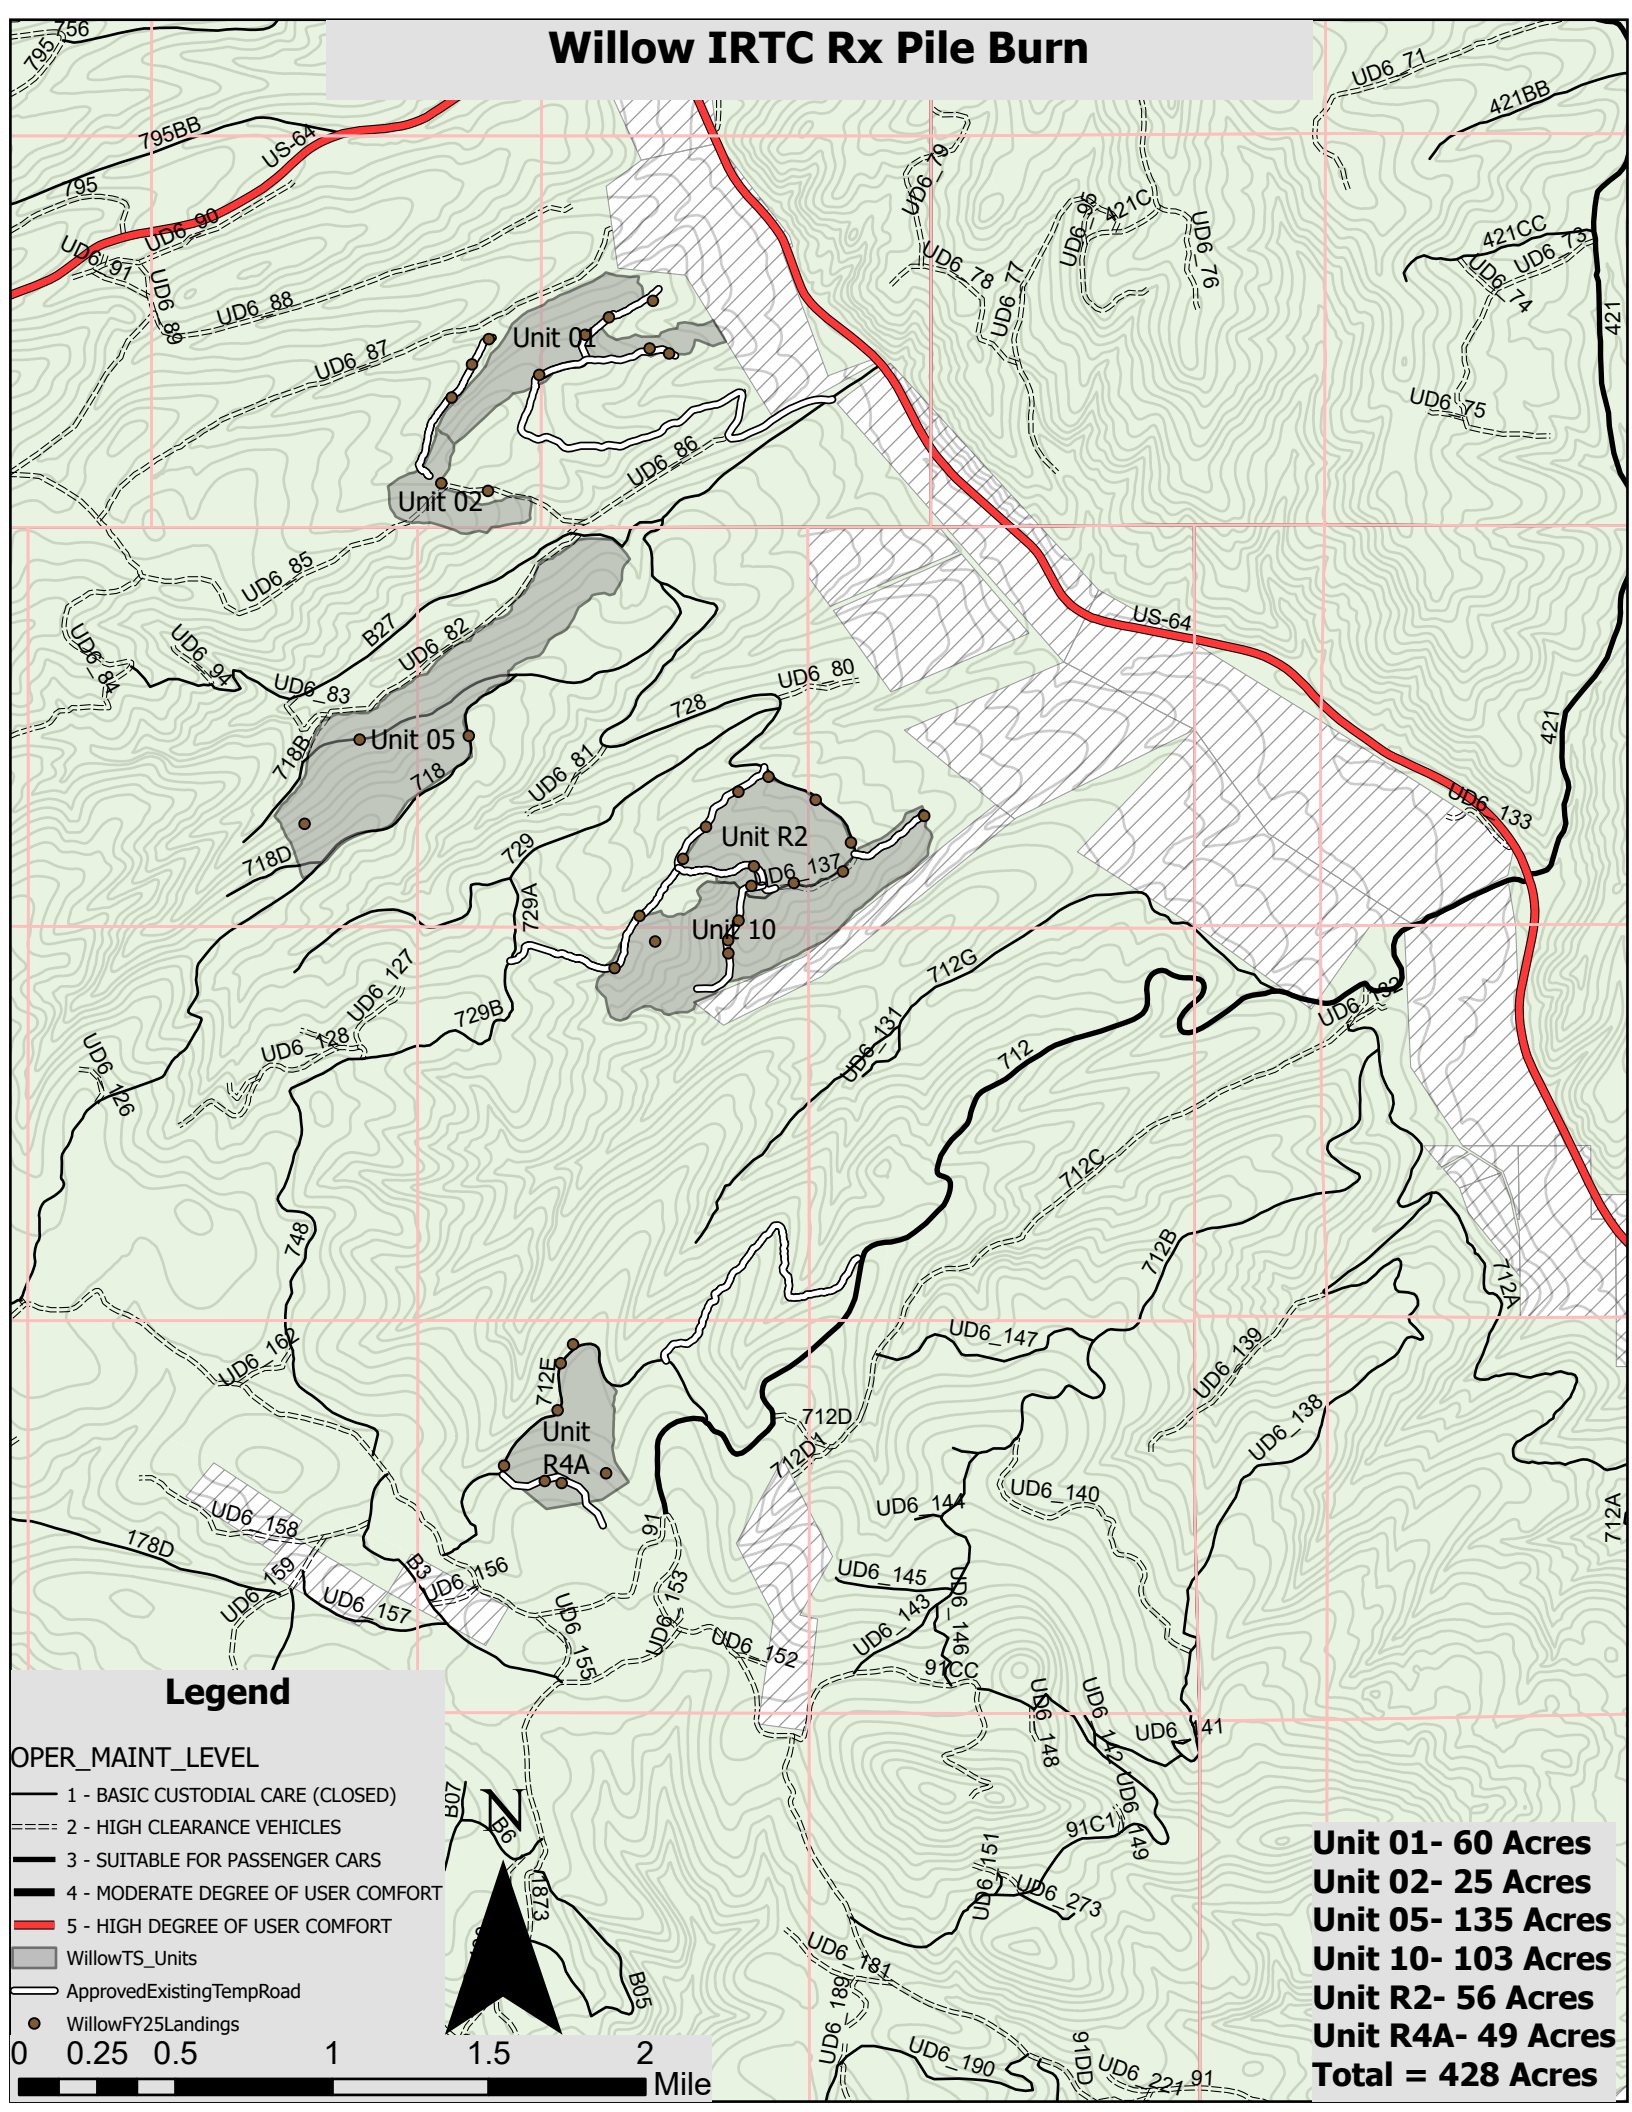 Willow IRTC Rx Pile Burn
756
795
UD6_71
421BB
795BB
US-64
UD6_79
795
UD6_90
UD6_95
421C
UD6_76
421CC
UD6_73
UD6_91
UD6_78
UD6_77
UD6_74
UD6_89
UD6_88
421
Unit 01
UD6_87
UD6_75
UD6_86
Unit 02
UD6_85
US-64
B27
UD6_82
UD6_84
UD6_94
UD6_83
UD6_80
728
421
718B
Unit 05
718
UD6_81
UD6_133
Unit R2
729
718D
UD6_137
729A
Unit 10
712G
UD6_127
UD6_132
729B
UD6_131
UD6_128
712
UD6_126
712C
748
712B
712A
UD6_147
UD6_162
UD6_139
712E
712D
Unit
R4A
712D1
UD6_138
UD6_144
UD6_140
UD6_158
91
712A
178D
B3
UD6_156
UD6_145
UD6_159
UD6_157
UD6_153
UD6_143
UD6_146
UD6_155
UD6_152
91CC
UD6_148
UD6_142
UD6_141
Legend
OPER_MAINT_LEVEL
1 - BASIC CUSTODIAL CARE (CLOSED)
2 - HIGH CLEARANCE VEHICLES
3 - SUITABLE FOR PASSENGER CARS
4 - MODERATE DEGREE OF USER COMFORT
5 - HIGH DEGREE OF USER COMFORT
WillowTS_Units
ApprovedExistingTempRoad
WillowFY25Landings
B07
N
B6
1873
B05
91C1
UD6_149
UD6_151
UD6_273
UD6_181
UD6_189
UD6_190
91DD
UD6_221
91
0 0.25 0.5 1 1.5 2
Mile
Unit 01- 60 Acres
Unit 02- 25 Acres
Unit 05- 135 Acres
Unit 10- 103 Acres
Unit R2- 56 Acres
Unit R4A- 49 Acres
Total = 428 Acres